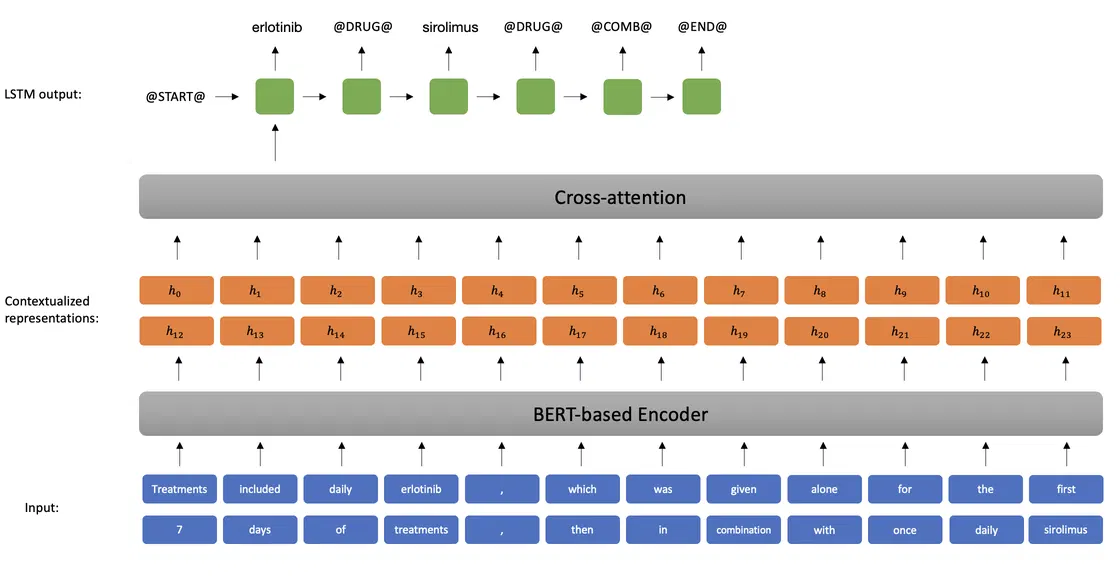 erlotinib @DRUG@ sirolimus @DRUG@ @COMB@ @END@
LSTM output: @START@
Cross-attention
h0 h1 h2 h3 h4 h5 h6 h7 h8 h9 h10 h11
Contextualized
representations:
h12 h13 h14 h15 h16 h17 h18 h19 h20 h21 h22 h23
BERT-based Encoder
Treatments included daily erlotinib , which was given alone for the first
Input:
7 days of treatments , then in combination with once daily sirolimus